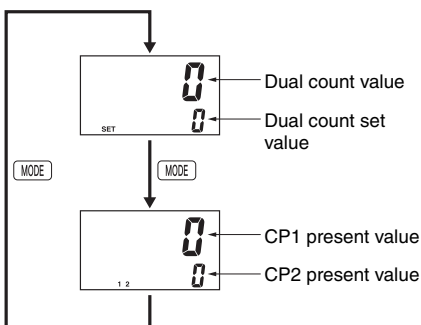 0
Dual count value
SET 0
Dual count set
value
MODE
MODE
0
CP1 present value
1 2 0
CP2 present value